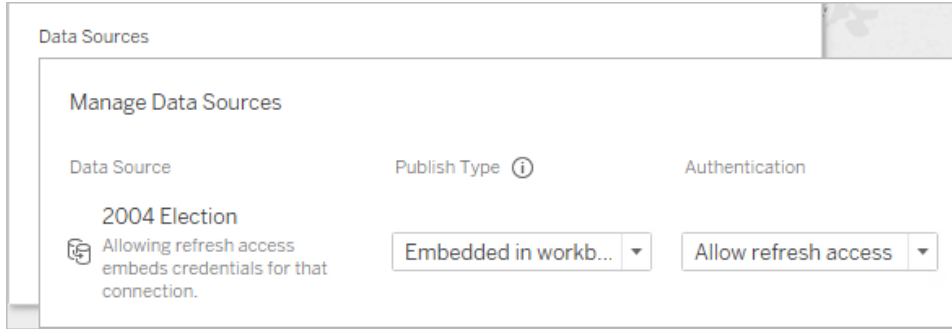 Data Sources
Manage Data Sources
Data Source
Publish Type
Authentication
2004 Election
Allowing refresh access
embeds credentials for that
connection.
Embedded in workb...
Allow refresh access